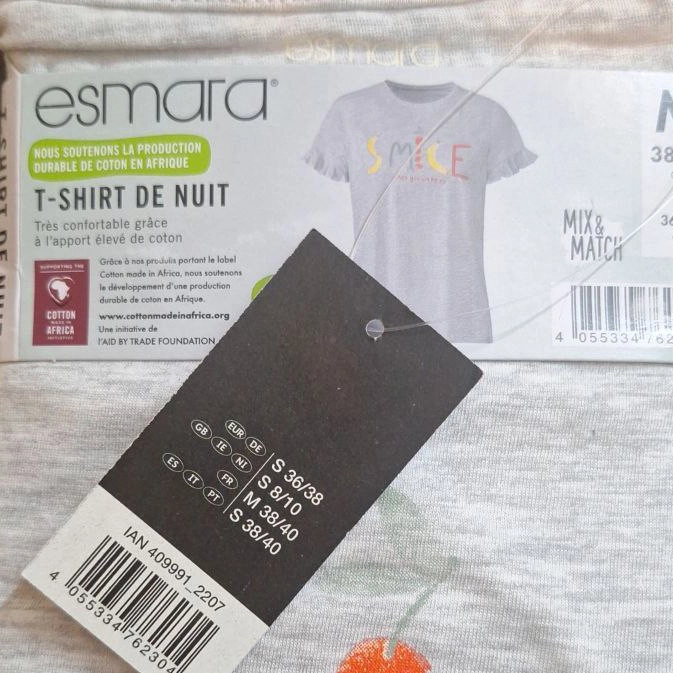 esmara
esmara®
NOUS SOUTENONS LA PRODUCTION
DURABLE DE COTON EN AFRIQUE
T-SHIRT DE NUIT
Très confortable grâce
à l'apport élevé de coton
SUPPORTING THE
COTTON
MADE IN
AFRICA
INITIATIVE
Grâce à nos produits portant le label
Cotton made in Africa, nous soutenons
le développement d'une production
durable de coton en Afrique.
www.cottonmadeinafrica.org
Une initiative de
l'AID BY TRADE FOUNDATION
T-SHIRT DE NUIT
SMILE
MIX&
MATCH
38
36
4 055334 762
EUR DE
GB IE NI
FR
ES IT PT
S 36/38
S 8/10
M 38/40
S 38/40
IAN 409991_2207
4 055334 762304